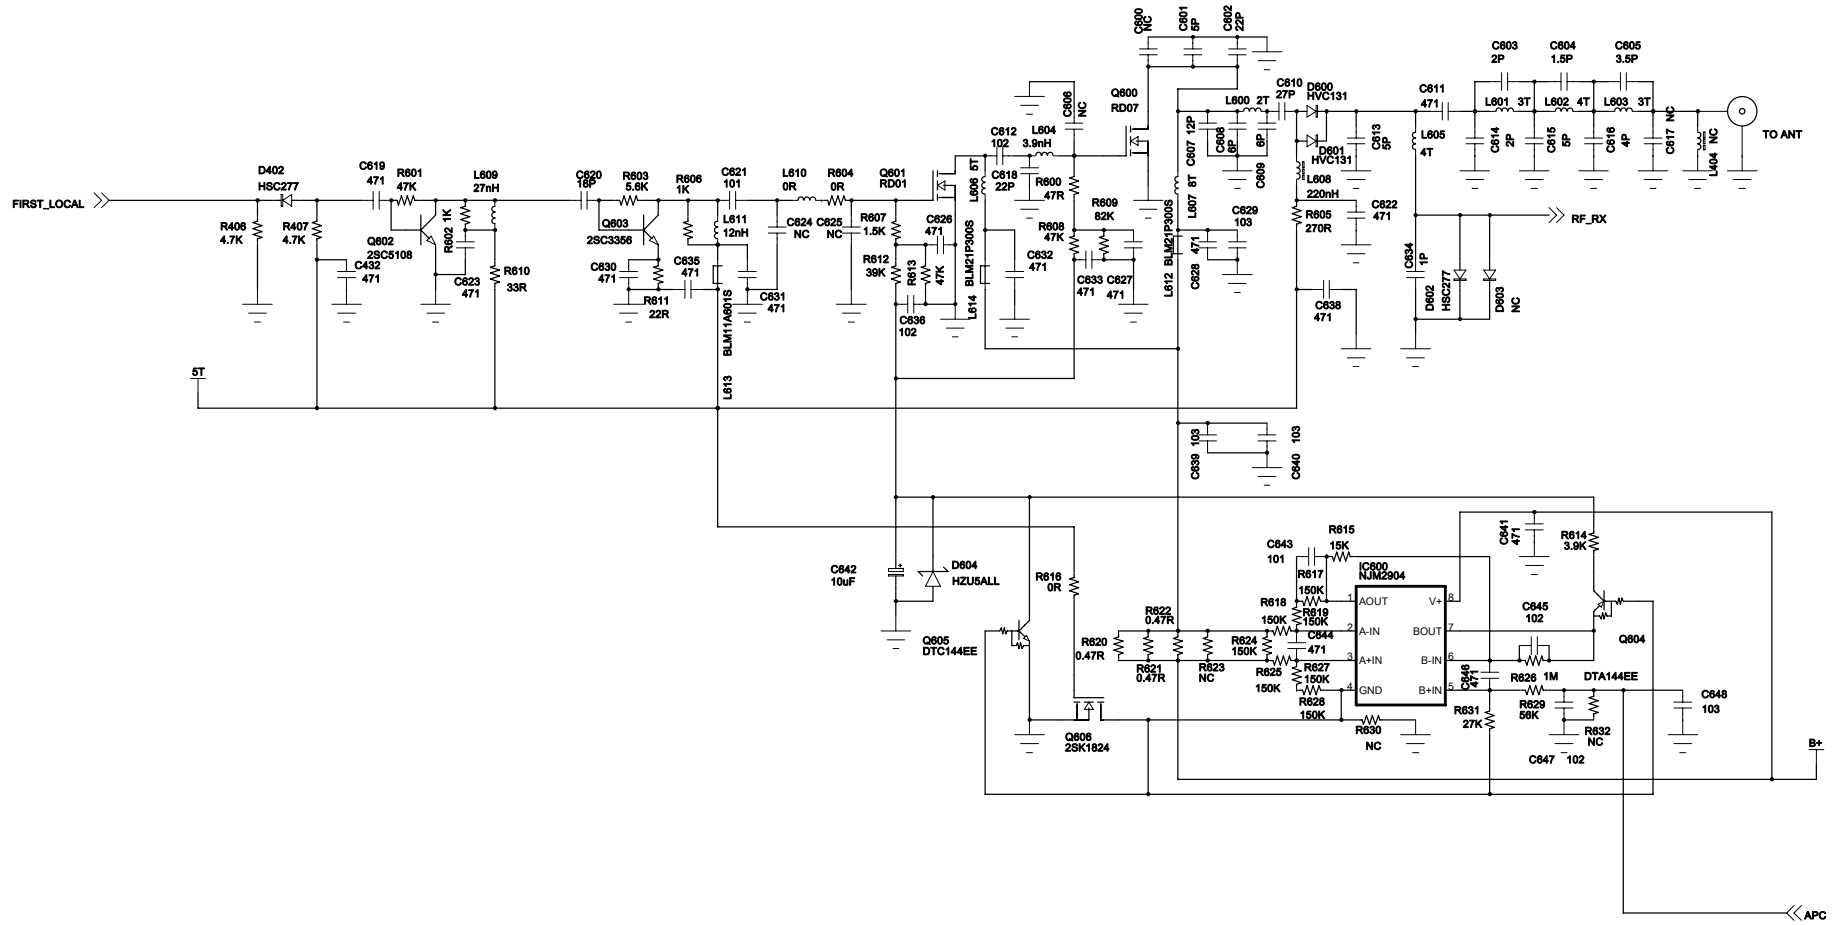 C600
NC
C601
5P
C602
22P
C603
2P
C604
1.5P
C605
3.5P
Q600
RD07
C606
NC
C610
27P
D600
HVC131
C611
471
L600 2T
L601 3T
L602 4T
L603 3T
NC
TO ANT
C612
102
L604
3.9nH
C607 12P
C608
6P
C609
6P
D601
HVC131
C613
5P
L605
4T
C614
2P
C615
5P
C616
4P
C617
L404 NC
FIRST_LOCAL
D402
HSC277
C619
471
R601
47K
L609
27nH
C620
18P
R603
5.6K
R606
1K
C621
101
L610
0R
R604
0R
Q601
RD01
L606 5T
C618
22P
R600
47R
L607 8T
L608
220nH
R609
82K
R605
270R
C622
471
RF_RX
R406
4.7K
R407
4.7K
Q602
2SC5108
R602 1K
Q603
2SC3356
L611
12nH
C624
NC
C625
NC
R607
1.5K
C626
471
R608
47K
C629
103
C432
471
C623
471
R610
33R
C630
471
R611
22R
C635
471
BLM11A601S
L613
C631
471
R612
39K
R613
47K
C636
102
BLM21P300S
L614
C632
471
C633
471
C627
471
BLM21P300S
L612
C628
471
C638
471
C634
1P
D602
HSC277
D603
NC
5T
C639
103
C640
103
C642
10uF
D604
HZU5ALL
R616
0R
C643
101
R615
15K
C641
471
R614
3.9K
R617
150K
IC600
NJM2904
R618
150K
R619
150K
1 AOUT
V+ 8
C645
102
Q605
DTC144EE
R622
0.47R
R620
0.47R
R621
0.47R
R623
NC
R624
150K
C644
471
2 A-IN
BOUT 7
Q604
R625
150K
R627
150K
3 A+IN
B-IN 6
C646
471
R626
1M
DTA144EE
R628
150K
4 GND
B+IN 5
R631
27K
R629
56K
C648
103
Q606
2SK1824
R630
NC
R632
NC
C647 102
B+
APC